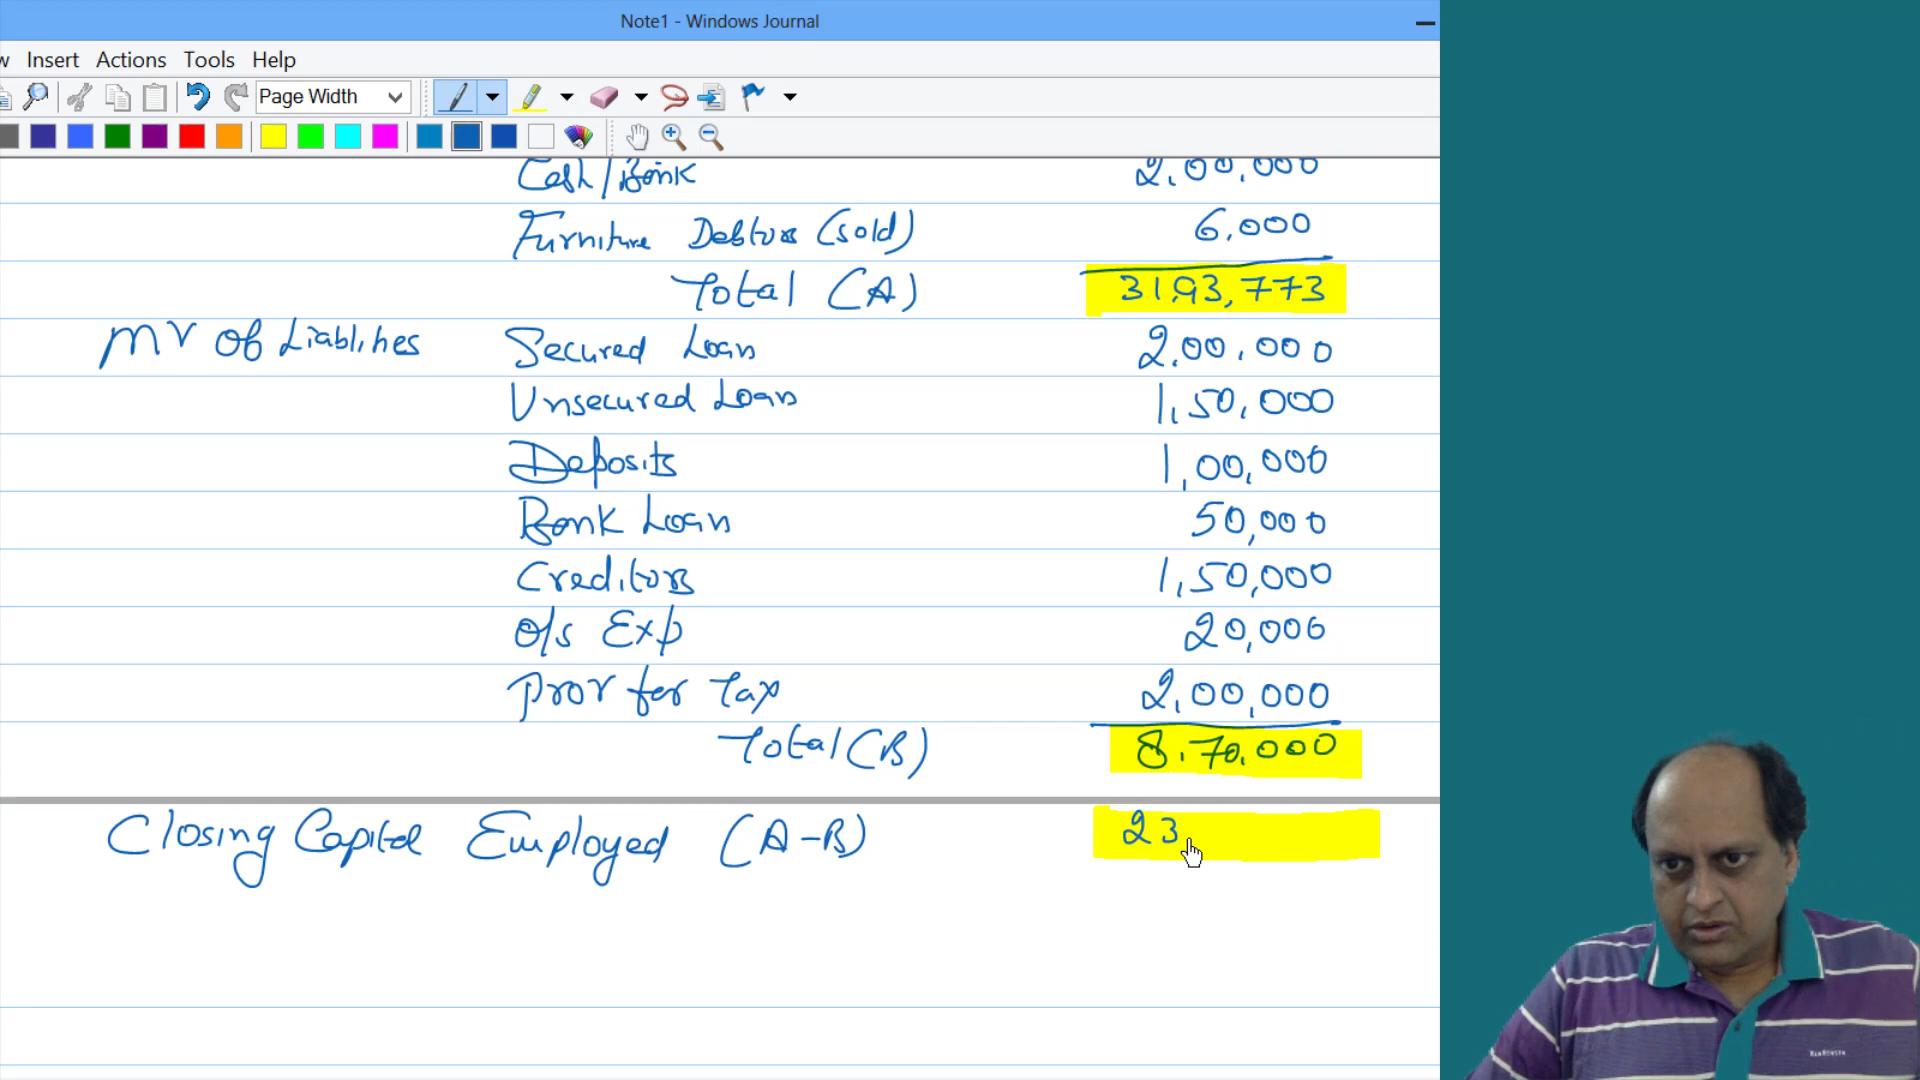 Note1 - Windows Journal
Insert Actions Tools Help
Page Width
Cash/Bank 2,00,000
Furniture Debtors (sold) 6,000
Total (A) 31,93,773
MV Of Liablihes Secured Loan 2,00,000
Unsecured Loan 1,50,000
Deposits 1,00,000
Bank Loan 50,000
Creditors 1,50,000
O/s Exp 20,000
Prov for Tax 2,00,000
Total (B) 8,70,000
Closing Capital Employed (A-B) 23,